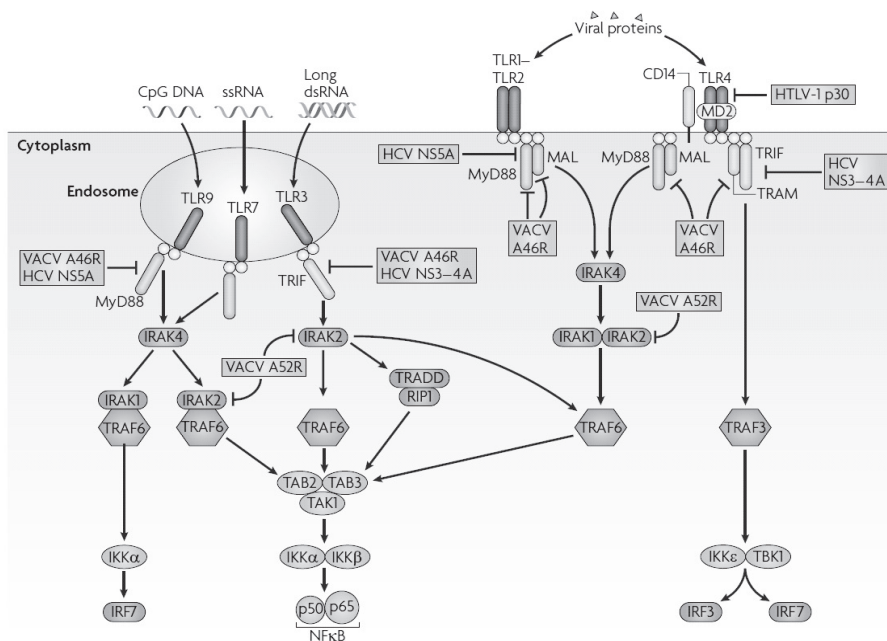 Viral proteins
TLR1–
TLR2
CD14
TLR4
MD2
HTLV-1 p30
CpG DNA
ssRNA
Long
dsRNA
Cytoplasm
Endosome
TLR9
TLR7
TLR3
HCV NS5A
MyD88
MAL
MyD88
MAL
TRIF
TRAM
HCV
NS3–4A
VACV
A46R
VACV
A46R
VACV A46R
HCV NS5A
MyD88
TRIF
VACV A46R
HCV NS3–4A
IRAK4
IRAK4
IRAK2
VACV A52R
IRAK1
IRAK2
VACV A52R
TRADD
RIP1
IRAK1
TRAF6
IRAK2
TRAF6
TRAF6
TRAF6
TRAF3
TAB2
TAB3
TAK1
IKKα
IKKα
IKKβ
IKKε
TBK1
IRF7
p50
p65
NFκB
IRF3
IRF7